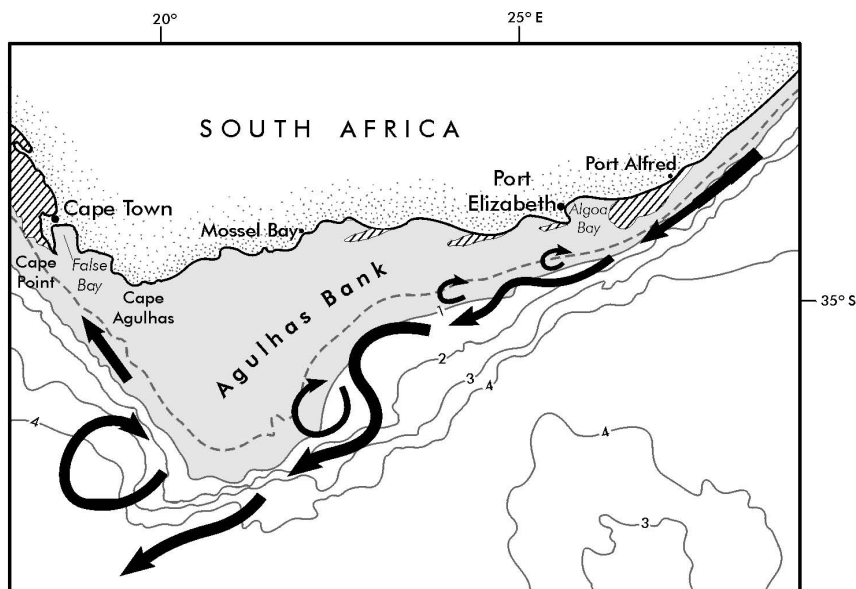 20°
25° E
SOUTH AFRICA
Port Alfred
Port
Elizabeth
Algoa
Bay
Cape Town
Mossel Bay
False
Bay
Cape
Point
Cape
Agulhas
Agulhas Bank
35° S
1
2
3
4
4
4
3